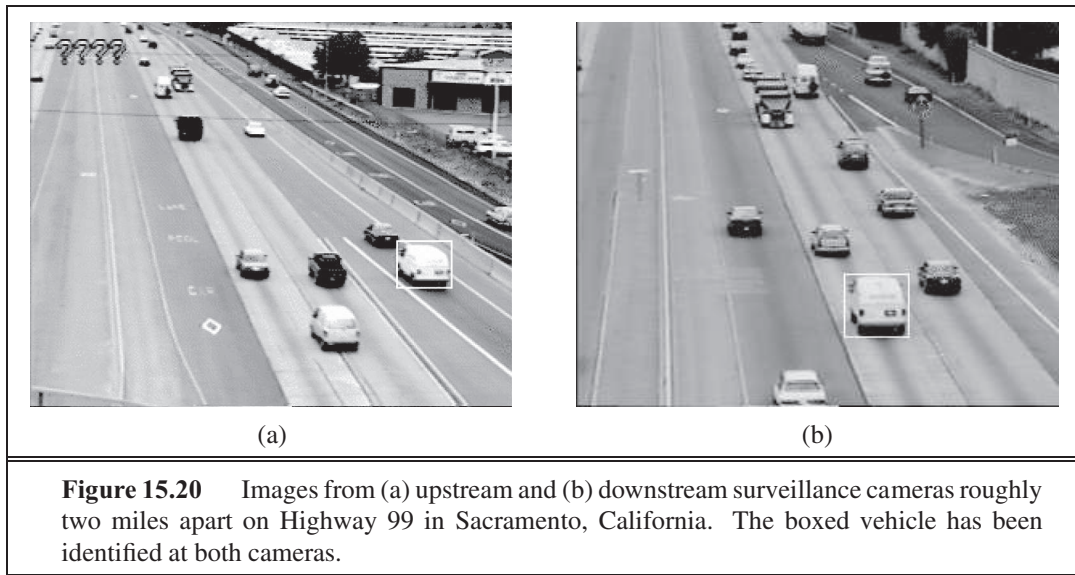 ????
(a)
(b)
Figure 15.20 Images from (a) upstream and (b) downstream surveillance cameras roughly
two miles apart on Highway 99 in Sacramento, California. The boxed vehicle has been
identified at both cameras.